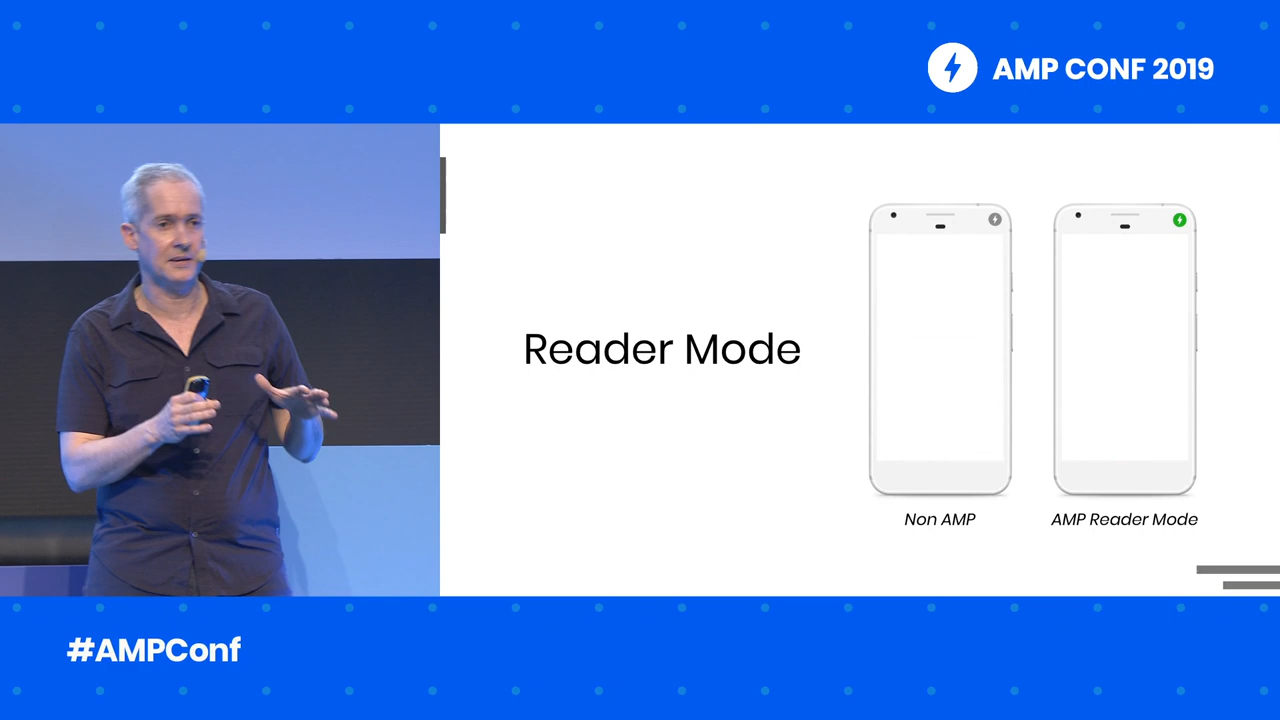 AMP CONF 2019
Reader Mode
Non AMP
AMP Reader Mode
#AMPConf